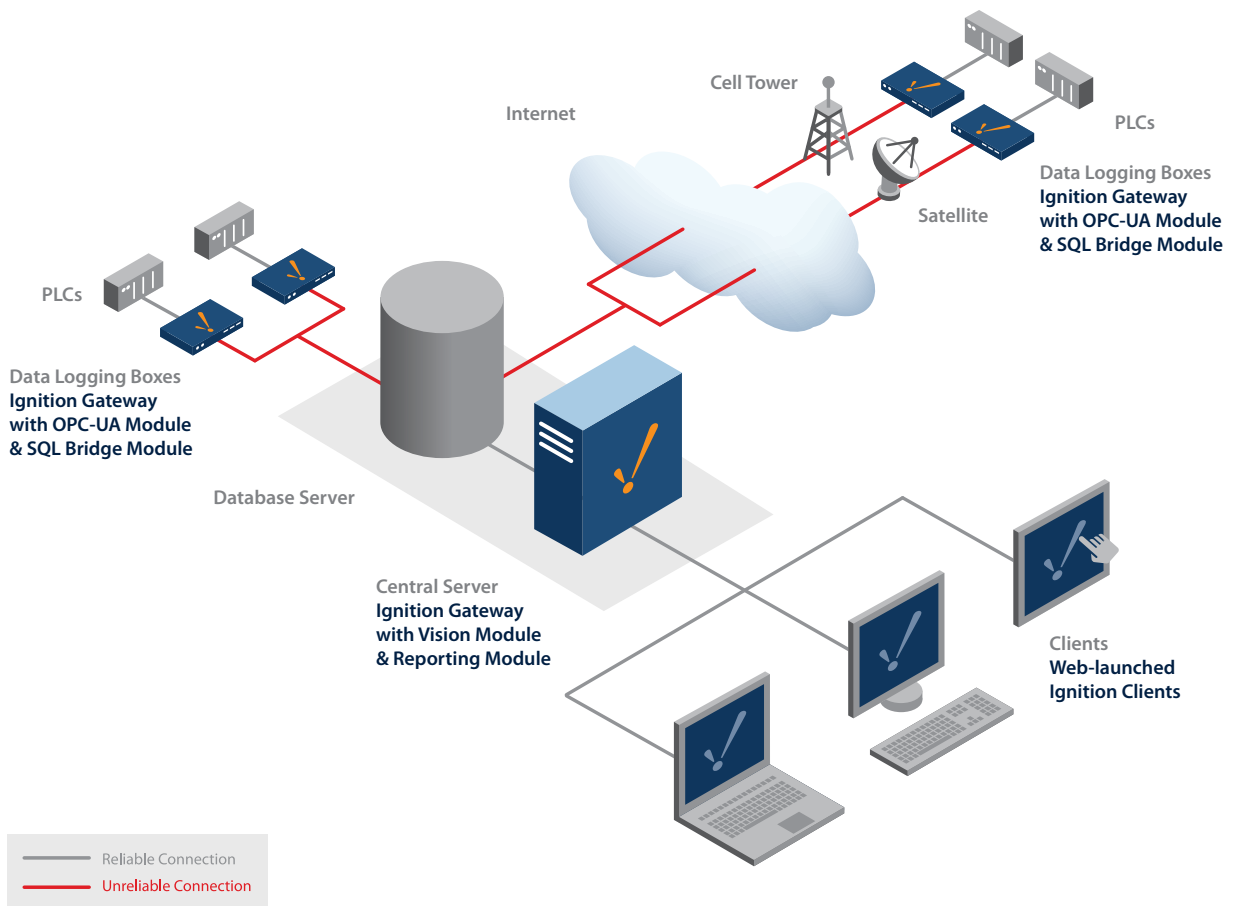 Cell Tower
Internet
PLCs
Data Logging Boxes
Ignition Gateway
with OPC-UA Module
& SQL Bridge Module
Satellite
PLCs
Data Logging Boxes
Ignition Gateway
with OPC-UA Module
& SQL Bridge Module
Database Server
Central Server
Ignition Gateway
with Vision Module
& Reporting Module
Clients
Web-launched
Ignition Clients
Reliable Connection
Unreliable Connection